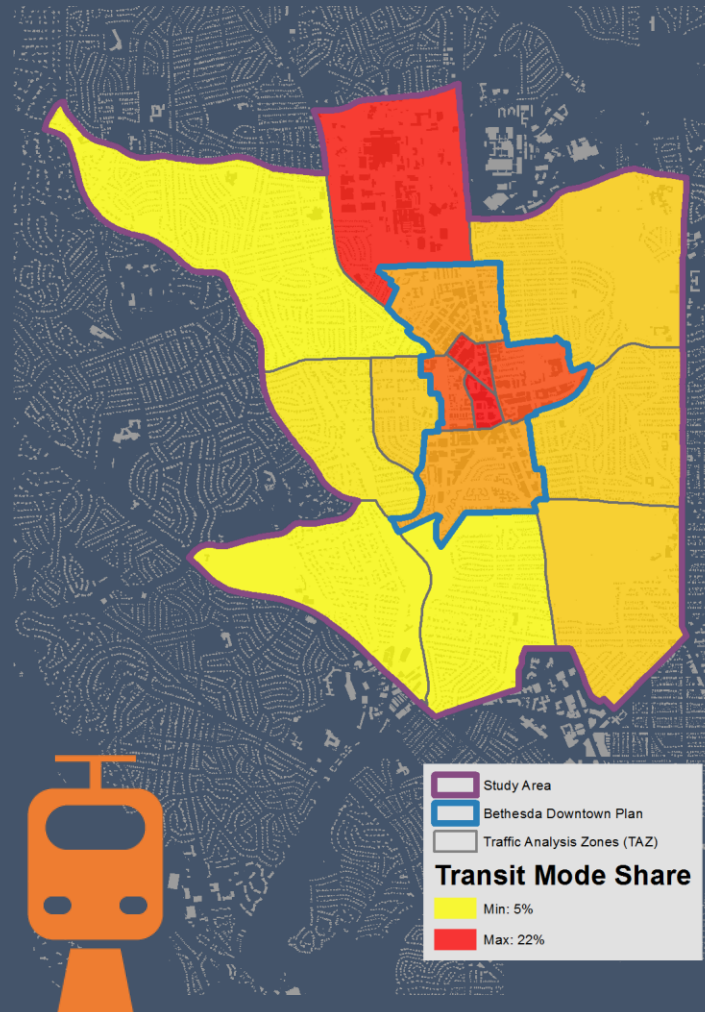 Study Area
Bethesda Downtown Plan
Traffic Analysis Zones (TAZ)
Transit Mode Share
Min: 5%
Max: 22%